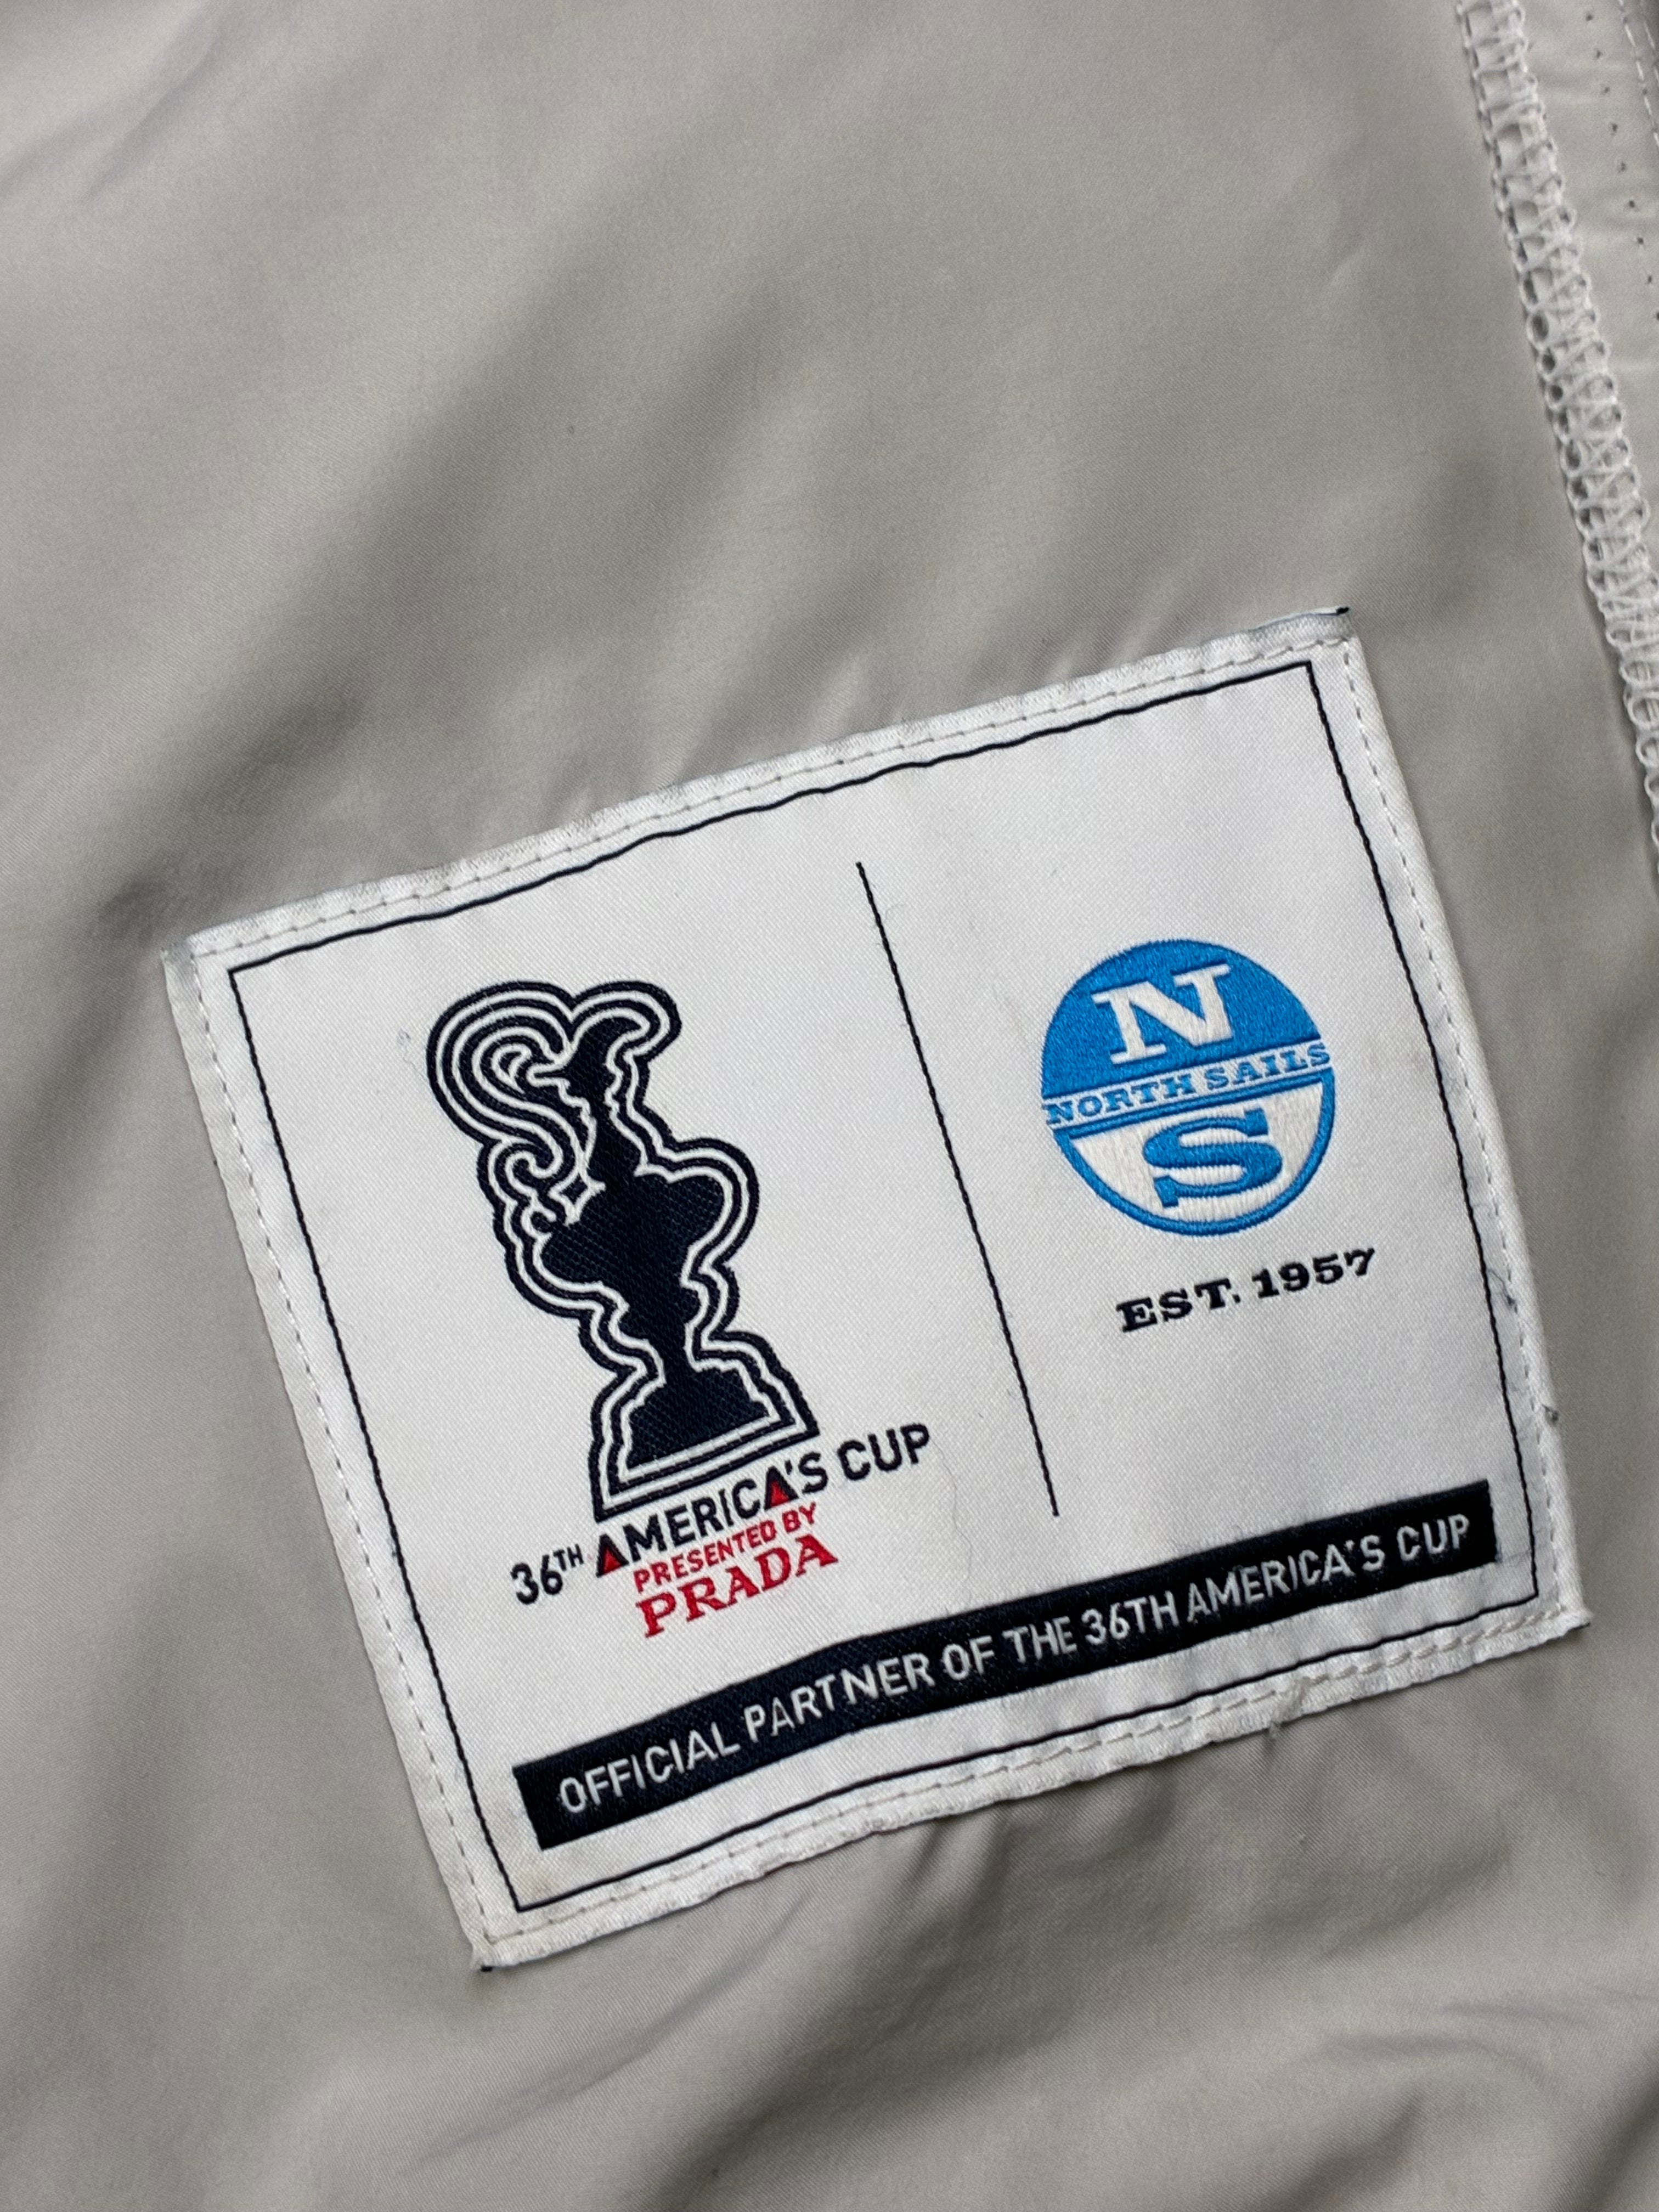 36TH AMERICA'S CUP
PRESENTED BY
PRADA
N
NORTH SAILS
S
EST. 1957
OFFICIAL PARTNER OF THE 36TH AMERICA'S CUP